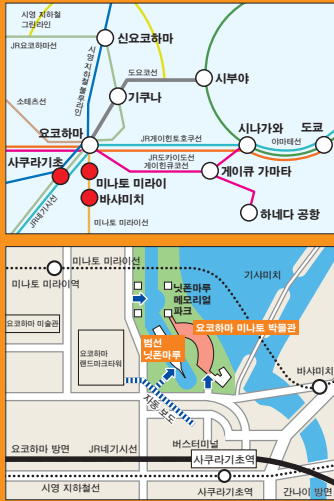 시영 지하철
그린라인
JR요코하마선
시영 지하철 블루라인
신요코하마
도요코선
시부야
기쿠나
소테츠선
요코하마
JR게이힌토호쿠선
시나가와
도쿄
야마테선
사쿠라기초
JR도카이도선
게이힌큐코선
게이큐 가마타
미나토 미라이
바샤미치
JR네기시선
하네다 공항
미나토 미라이선
미나토 미라이선
미나토 미라이역
기샤미치
닛폰마루
메모리얼
파크
요코하마 미술관
요코하마 미나토 박물관
요코하마
랜드마크타워
범선
닛폰마루
바샤미치
자동 보도
버스터미널
요코하마 방면
JR네기시선
사쿠라기초역
시영 지하철선
사쿠라기초역
간나이 방면